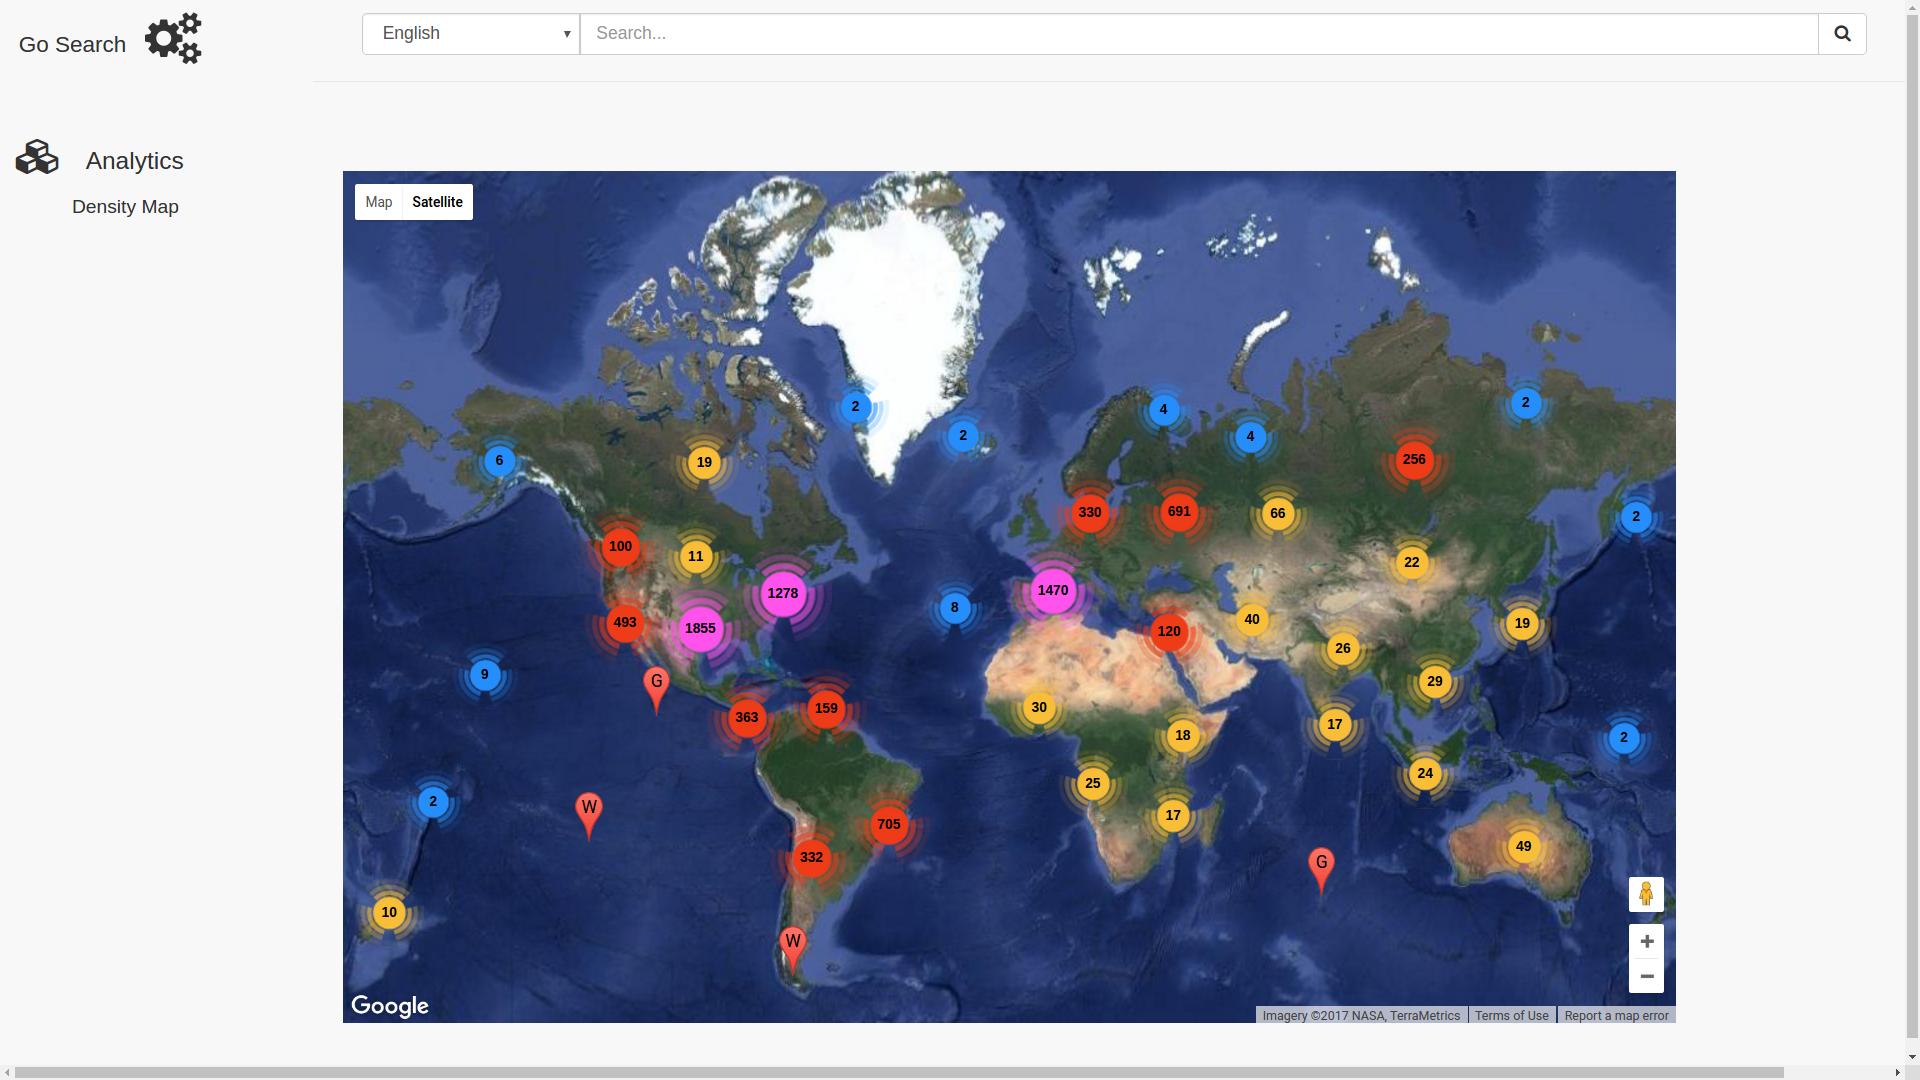 Go Search
English
Search...
Analytics
Density Map
Map
Satellite
2
4
2
2
4
6
19
256
330
691
66
2
100
11
22
1278
1470
8
493
1855
120
40
19
26
9
G
29
363
159
30
17
18
2
24
25
2
W
17
705
49
332
G
10
W
+
−
Google
Imagery ©2017 NASA, TerraMetrics
Terms of Use
Report a map error